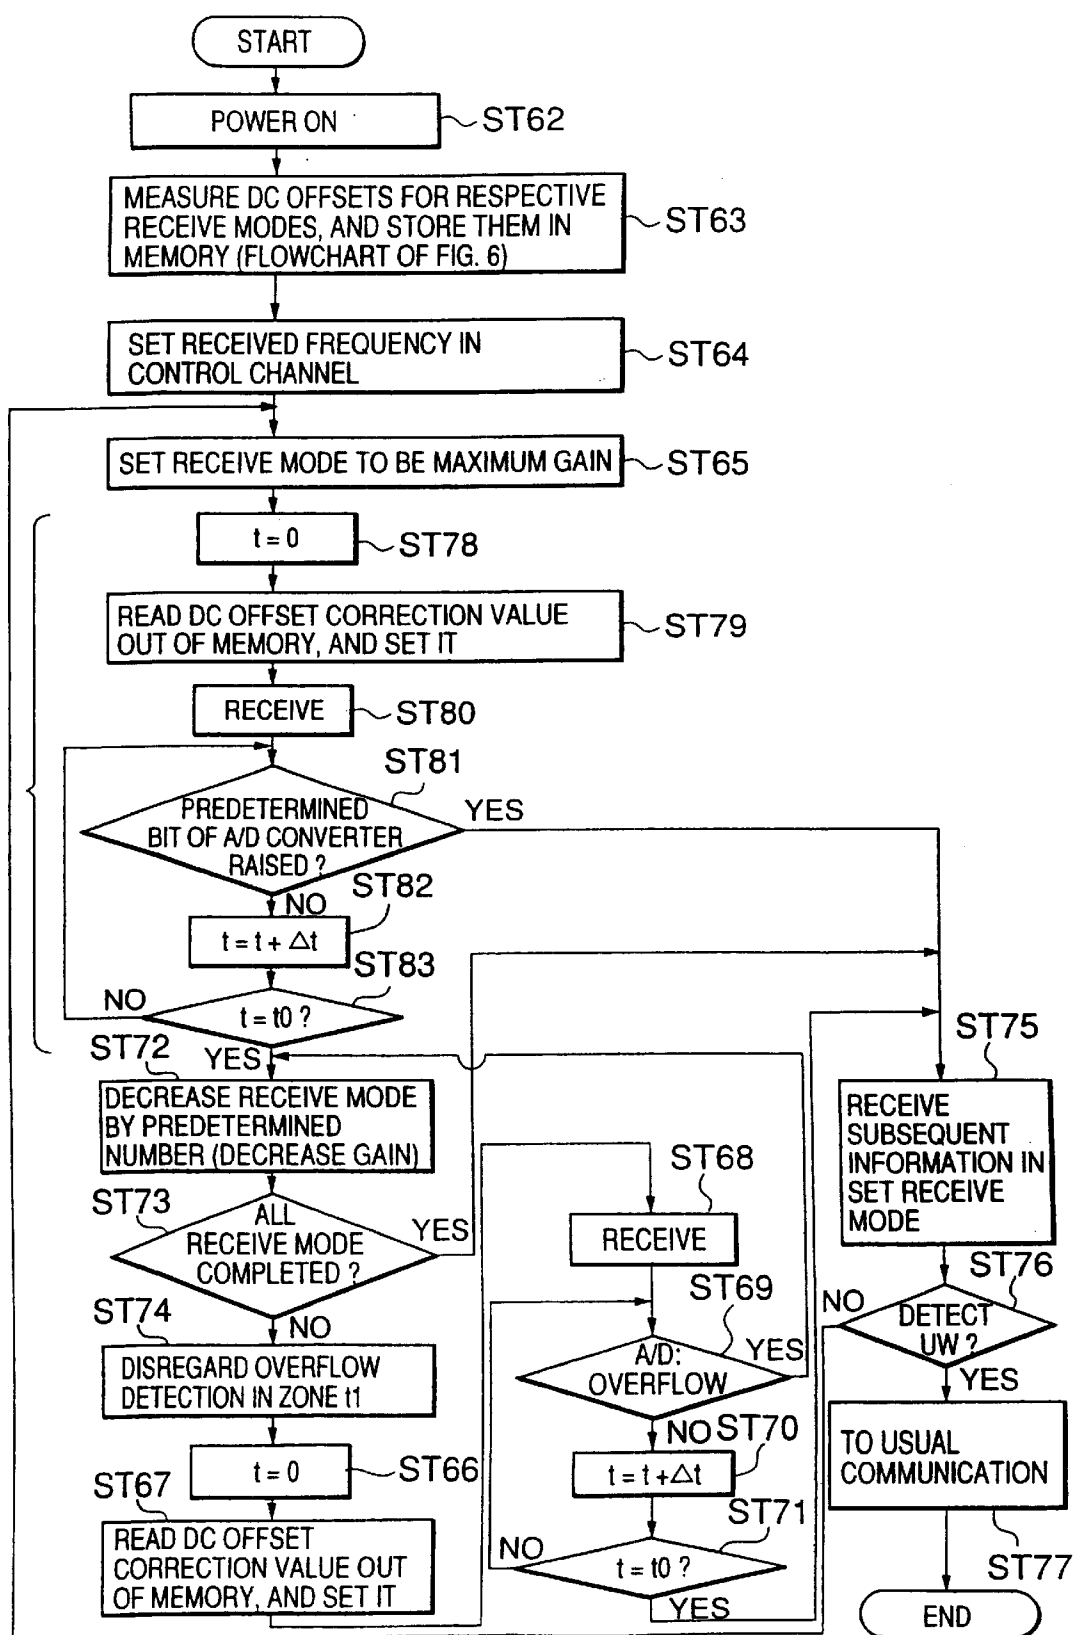 START
POWER ON
ST62
MEASURE DC OFFSETS FOR RESPECTIVE
RECEIVE MODES, AND STORE THEM IN
MEMORY (FLOWCHART OF FIG. 6)
ST63
SET RECEIVED FREQUENCY IN
CONTROL CHANNEL
ST64
SET RECEIVE MODE TO BE MAXIMUM GAIN
ST65
t = 0
ST78
READ DC OFFSET CORRECTION VALUE
OUT OF MEMORY, AND SET IT
ST79
RECEIVE
ST80
ST81
PREDETERMINED
BIT OF A/D CONVERTER
RAISED ?
YES
NO
ST82
t = t + △t
ST83
t = t0 ?
NO
YES
ST72
DECREASE RECEIVE MODE
BY PREDETERMINED
NUMBER (DECREASE GAIN)
ST73
ALL
RECEIVE MODE
COMPLETED ?
YES
NO
ST74
DISREGARD OVERFLOW
DETECTION IN ZONE t1
t = 0
ST66
ST67
READ DC OFFSET
CORRECTION VALUE OUT
OF MEMORY, AND SET IT
ST68
RECEIVE
ST69
A/D:
OVERFLOW
YES
NO
ST70
t = t +△t
ST71
t = t0 ?
NO
YES
ST75
RECEIVE
SUBSEQUENT
INFORMATION IN
SET RECEIVE
MODE
ST76
DETECT
UW ?
NO
YES
TO USUAL
COMMUNICATION
ST77
END